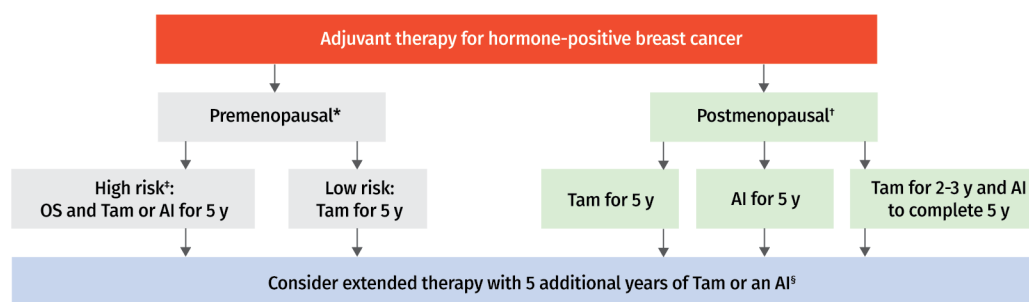 Adjuvant therapy for hormone-positive breast cancer
Premenopausal*
Postmenopausal†
High risk‡:
OS and Tam or AI for 5 y
Low risk:
Tam for 5 y
Tam for 5 y
AI for 5 y
Tam for 2-3 y and AI
to complete 5 y
Consider extended therapy with 5 additional years of Tam or an AI§